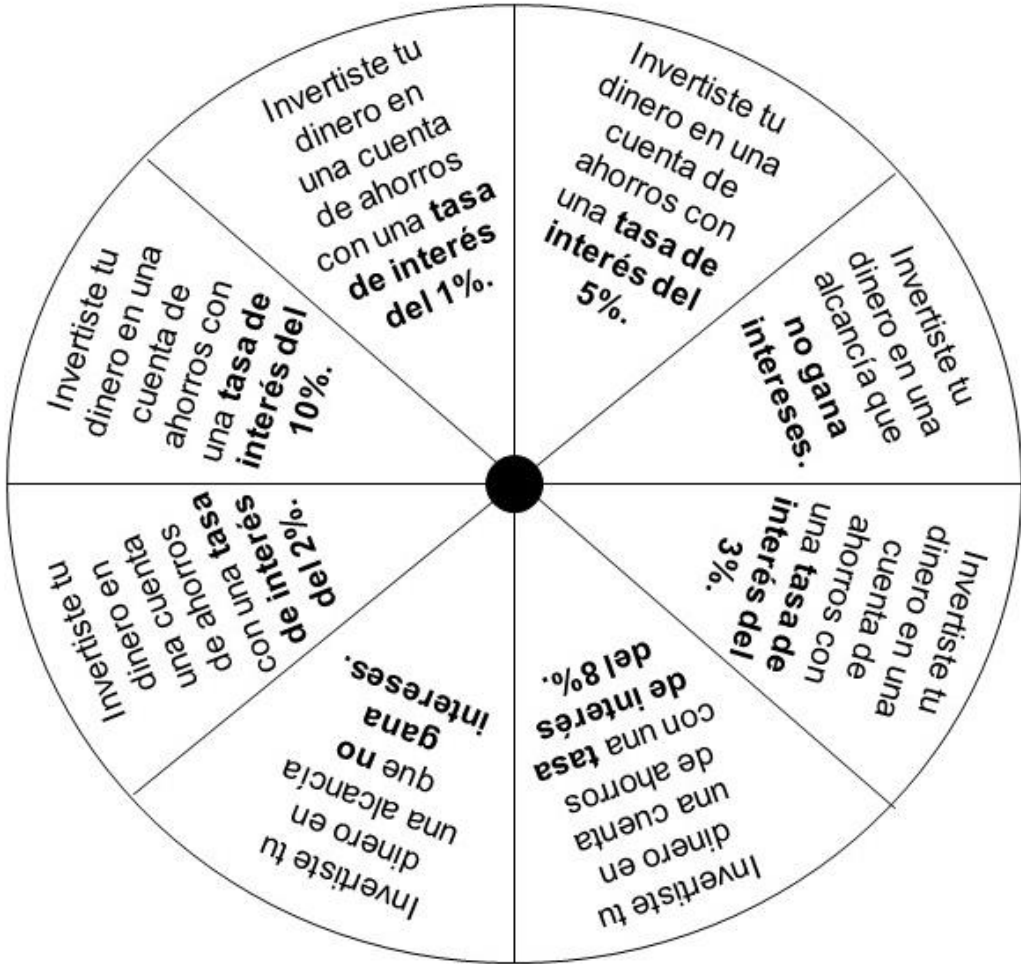 Invertiste tu
dinero en una
cuenta de
ahorros con
una tasa de
interés del
5%.
Invertiste tu
dinero en una
alcancía que
no gana
intereses.
Invertiste tu
dinero en una
cuenta de
ahorros con
una tasa de
interés del
3%.
Invertiste tu
dinero en
una cuenta
de ahorros
con una tasa
de interés
del 8%.
Invertiste tu
dinero en
una alcancía
que no
gana
intereses.
Invertiste tu
dinero en
una cuenta
de ahorros
con una tasa
de interés
del 2%.
Invertiste tu
dinero en una
cuenta de
ahorros con
una tasa de
interés del
10%.
Invertiste tu
dinero en
una cuenta
de ahorros
con una tasa
de interés
del 1%.